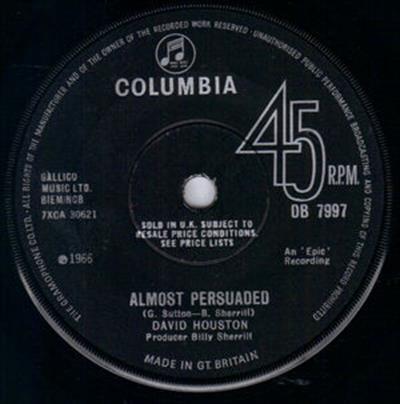 ALL RIGHTS OF THE MANUFACTURER AND OF THE OWNER OF THE RECORDED WORK RESERVED
UNAUTHORISED PUBLIC PERFORMANCE BROADCASTING AND COPYING OF THIS RECORD PROHIBITED
THE GRAMOPHONE CO. LTD.
COLUMBIA
45
R.P.M.
DB 7997
GALLICO
MUSIC LTD.
BIEM/NCB
7XCA 30621
SOLD IN U.K. SUBJECT TO
RESALE PRICE CONDITIONS.
SEE PRICE LISTS
℗1966
An 'Epic'
Recording
ALMOST PERSUADED
(G. Sutton—B. Sherrill)
DAVID HOUSTON
Producer Billy Sherrill
MADE IN GT. BRITAIN